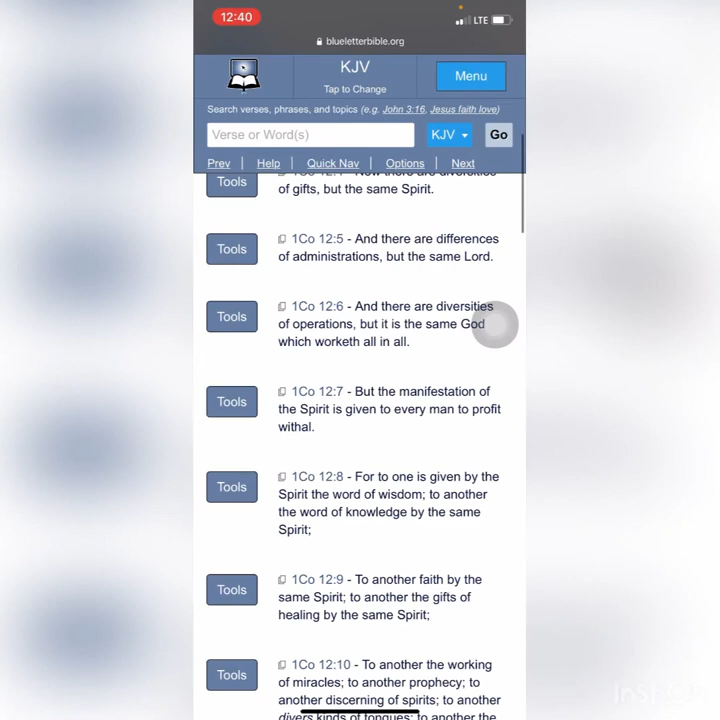 12:40
LTE
blueletterbible.org
KJV
Tap to Change
Menu
Search verses, phrases, and topics (e.g. John 3:16, Jesus faith love)
Verse or Word(s)
KJV
Go
Prev | Help | Quick Nav | Options | Next
Tools
of gifts, but the same Spirit.
Tools
1Co 12:5 - And there are differences
of administrations, but the same Lord.
Tools
1Co 12:6 - And there are diversities
of operations, but it is the same God
which worketh all in all.
Tools
1Co 12:7 - But the manifestation of
the Spirit is given to every man to profit
withal.
Tools
1Co 12:8 - For to one is given by the
Spirit the word of wisdom; to another
the word of knowledge by the same
Spirit;
Tools
1Co 12:9 - To another faith by the
same Spirit; to another the gifts of
healing by the same Spirit;
Tools
1Co 12:10 - To another the working
of miracles; to another prophecy; to
another discerning of spirits; to another
divers kinds of tongues; to another the
InShot